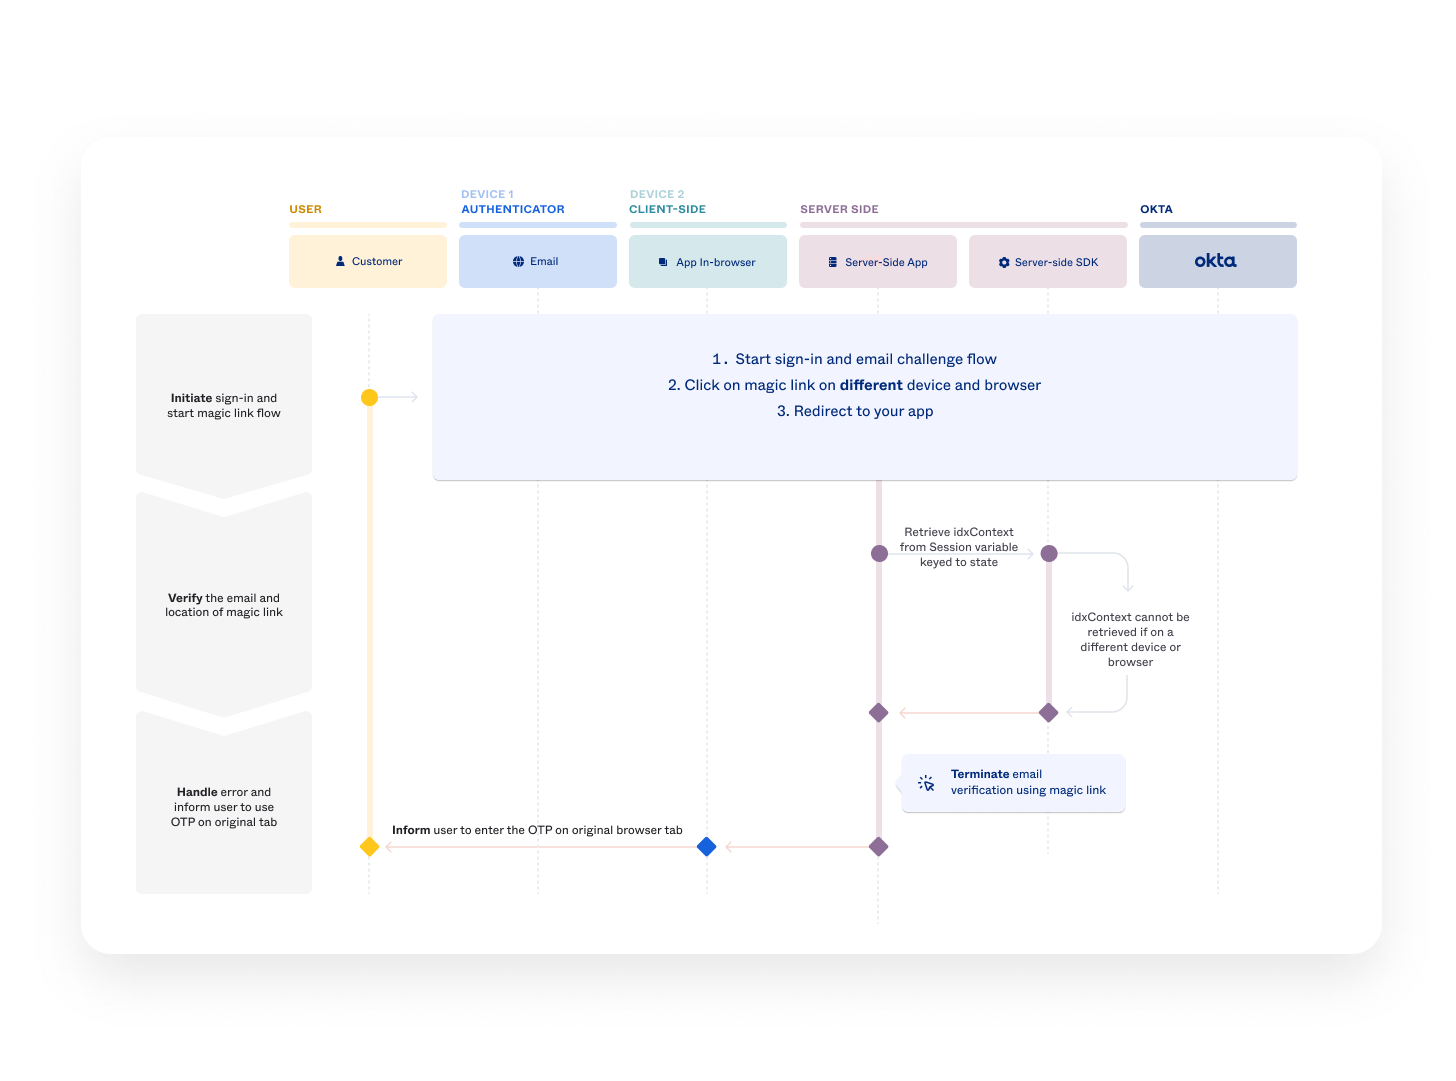 DEVICE 1
DEVICE 2
USER
AUTHENTICATOR
CLIENT-SIDE
SERVER SIDE
OKTA
Customer
Email
App In-browser
Server-Side App
Server-side SDK
okta
Initiate sign-in and
start magic link flow
1. Start sign-in and email challenge flow
2. Click on magic link on different device and browser
3. Redirect to your app
Verify the email and
location of magic link
Retrieve idxContext
from Session variable
keyed to state
idxContext cannot be
retrieved if on a
different device or
browser
Handle error and
inform user to use
OTP on original tab
Terminate email
verification using magic link
Inform user to enter the OTP on original browser tab